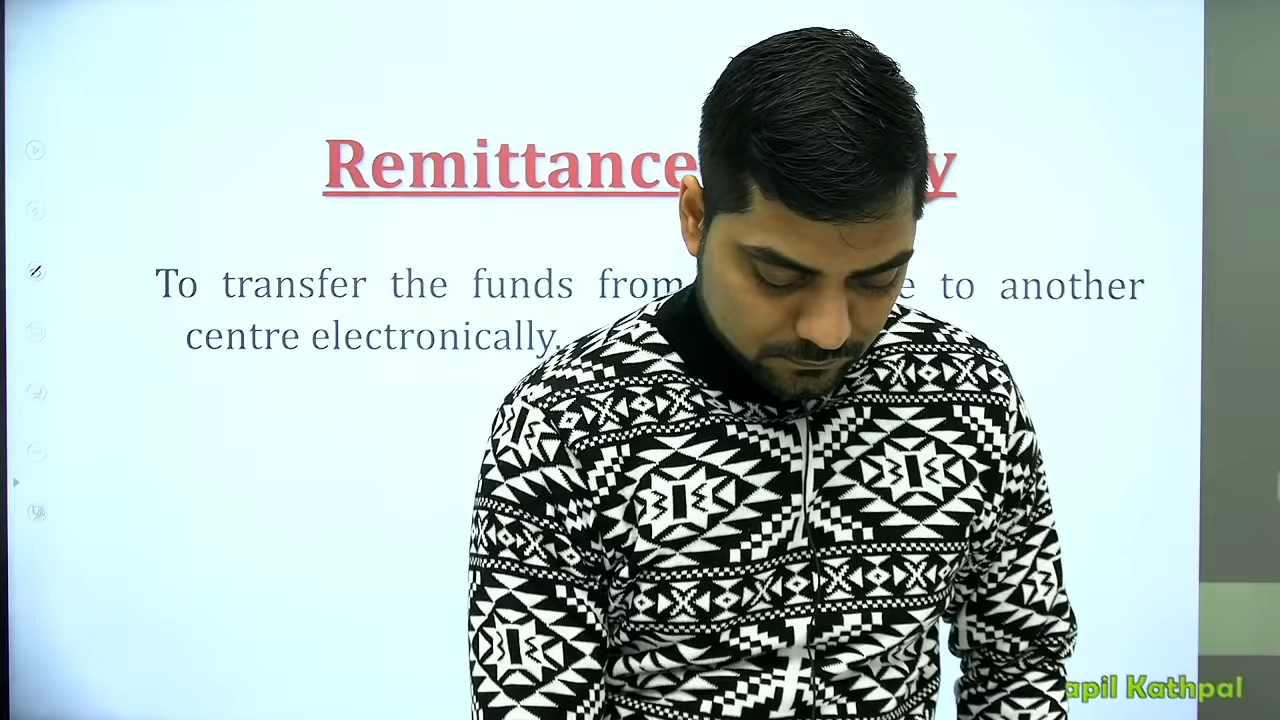 Remittance
To transfer the funds from to another
centre electronically.
apil Kathpal